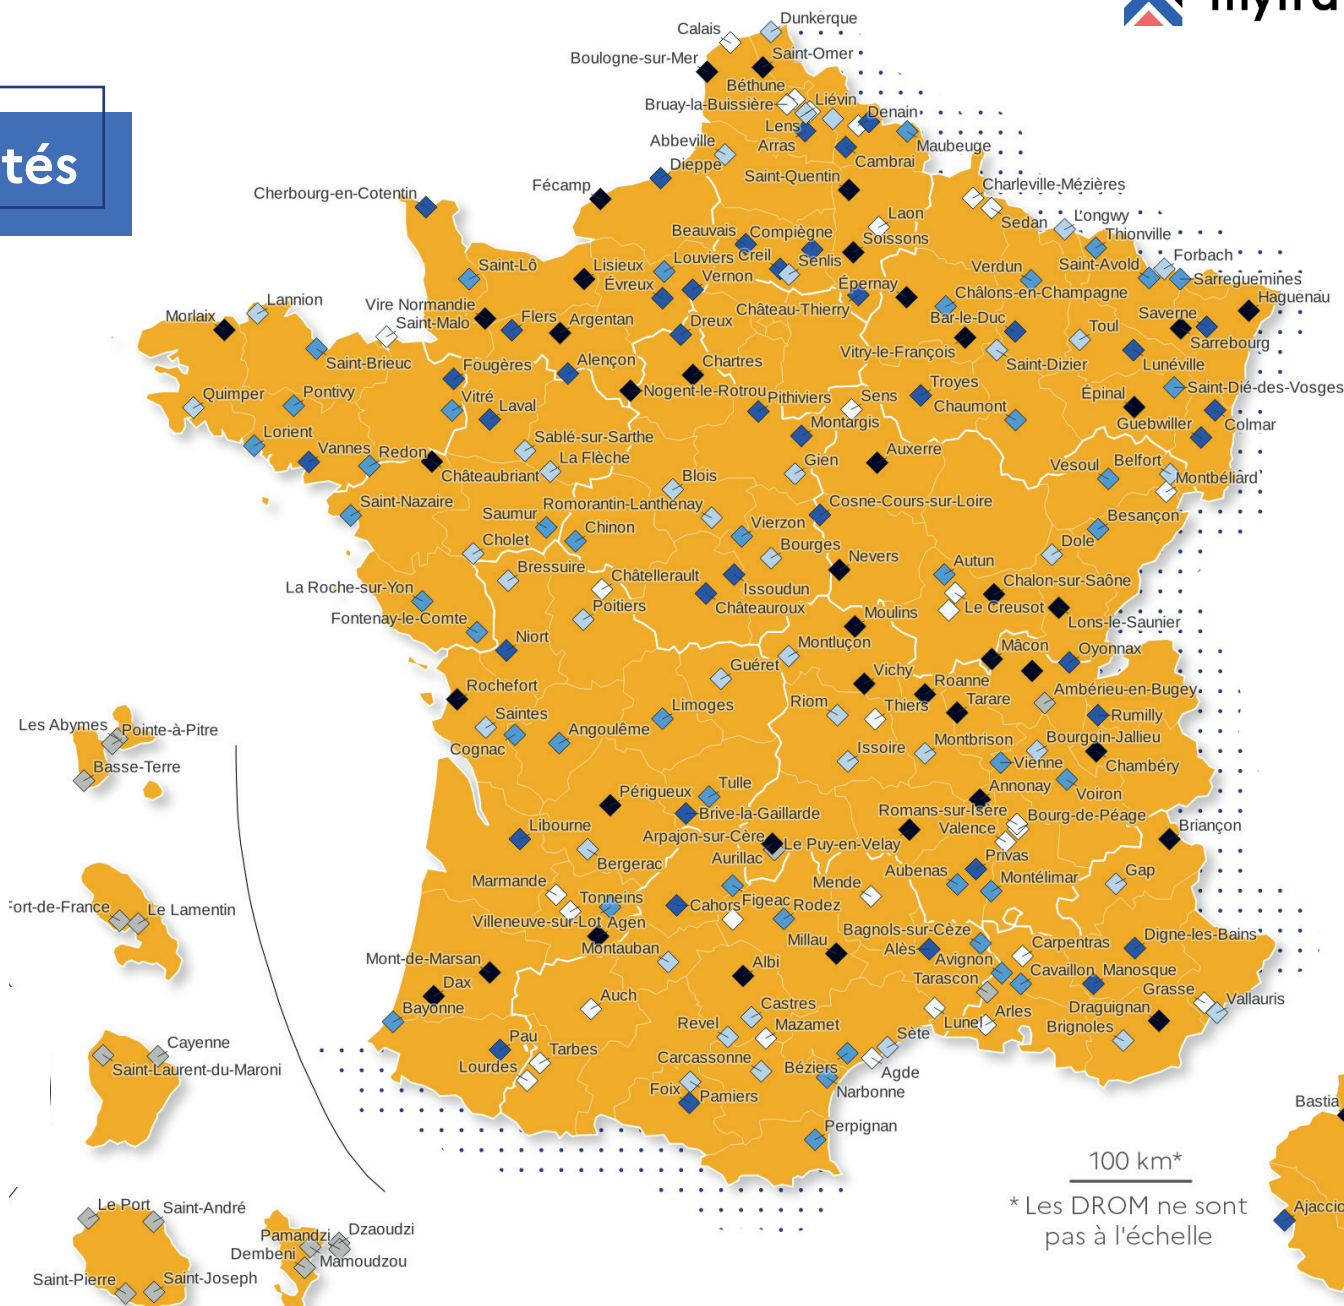 tés
Calais
Dunkerque
Boulogne-sur-Mer
Saint-Omer
Béthune
Bruay-la-Buissière
Liévin
Denain
Lens
Arras
Maubeuge
Abbeville
Cambrai
Dieppe
Saint-Quentin
Charleville-Mézières
Fécamp
Cherbourg-en-Cotentin
Laon
Sedan
Longwy
Beauvais
Compiègne
Soissons
Thionville
Saint-Lô
Lisieux
Louviers
Creil
Senlis
Verdun
Saint-Avold
Forbach
Évreux
Vernon
Épernay
Sarreguemines
Châlons-en-Champagne
Haguenau
Lannion
Vire Normandie
Château-Thierry
Morlaix
Saint-Malo
Flers
Argentan
Dreux
Bar-le-Duc
Toul
Saverne
Sarrebourg
Saint-Brieuc
Fougères
Alençon
Chartres
Vitry-le-François
Saint-Dizier
Lunéville
Quimper
Pontivy
Vitré
Laval
Nogent-le-Rotrou
Pithiviers
Sens
Troyes
Chaumont
Épinal
Saint-Dié-des-Vosges
Montargis
Guebwiller
Colmar
Lorient
Vannes
Redon
Sablé-sur-Sarthe
La Flèche
Auxerre
Châteaubriant
Blois
Gien
Vesoul
Belfort
Montbéliard
Saint-Nazaire
Saumur
Romorantin-Lanthenay
Cosne-Cours-sur-Loire
Besançon
Chinon
Vierzon
Cholet
Bourges
Dole
Bressuire
Nevers
Autun
La Roche-sur-Yon
Châtellerault
Issoudun
Chalon-sur-Saône
Fontenay-le-Comte
Poitiers
Châteauroux
Moulins
Le Creusot
Lons-le-Saunier
Niort
Montluçon
Mâcon
Oyonnax
Guéret
Vichy
Rochefort
Roanne
Ambérieu-en-Bugey
Saintes
Limoges
Riom
Thiers
Tarare
Rumilly
Les Abymes
Pointe-à-Pitre
Cognac
Angoulême
Issoire
Montbrison
Bourgoin-Jallieu
Basse-Terre
Vienne
Chambéry
Périgueux
Tulle
Annonay
Voiron
Brive-la-Gaillarde
Romans-sur-Isère
Bourg-de-Péage
Libourne
Arpajon-sur-Cère
Le Puy-en-Velay
Valence
Briançon
Bergerac
Aurillac
Privas
Marmande
Aubenas
Montélimar
Gap
Tonneins
Mende
Fort-de-France
Le Lamentin
Villeneuve-sur-Lot
Agen
Cahors
Figeac
Rodez
Bagnols-sur-Cèze
Digne-les-Bains
Montauban
Millau
Alès
Avignon
Carpentras
Mont-de-Marsan
Albi
Tarascon
Cavaillon
Manosque
Dax
Auch
Grasse
Vallauris
Bayonne
Castres
Draguignan
Revel
Mazamet
Sète
Lunel
Arles
Brignoles
Cayenne
Pau
Tarbes
Saint-Laurent-du-Maroni
Lourdes
Carcassonne
Béziers
Agde
Foix
Pamiers
Narbonne
Bastia
Perpignan
100 km*
* Les DROM ne sont
pas à l'échelle
Ajaccio
Le Port
Saint-André
Pamandzi
Dzaoudzi
Dembeni
Mamoudzou
Saint-Pierre
Saint-Joseph